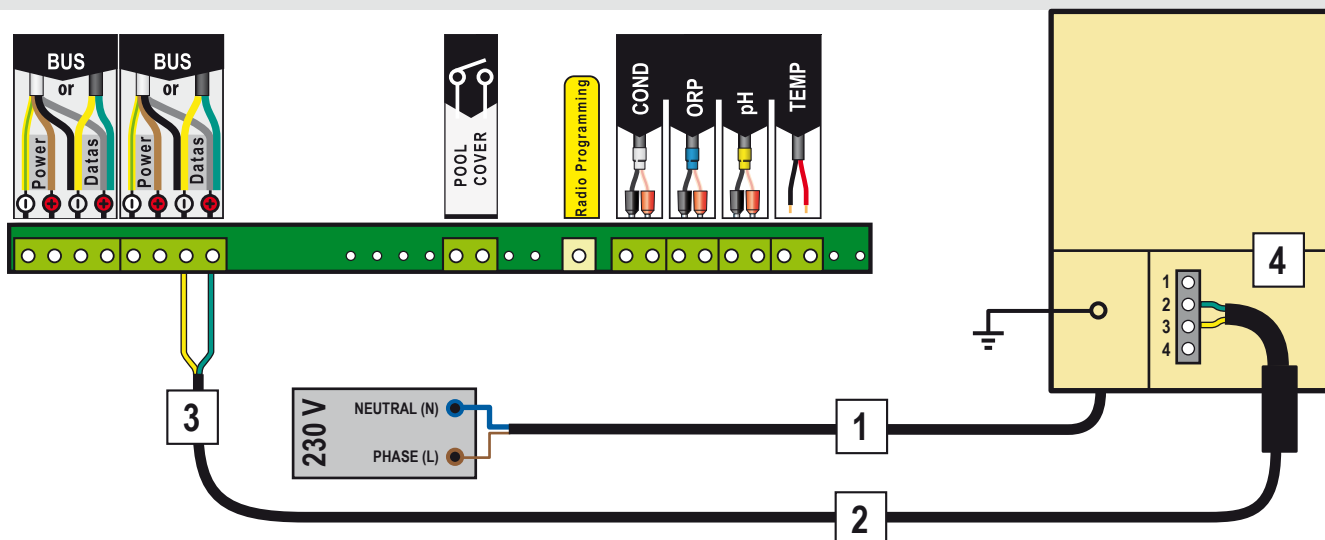 BUS
or
Power
Datas
BUS
or
Power
Datas
POOL
COVER
Radio Programming
COND
ORP
pH
TEMP
4
1
2
3
4
3
230 V
NEUTRAL (N)
PHASE (L)
1
2